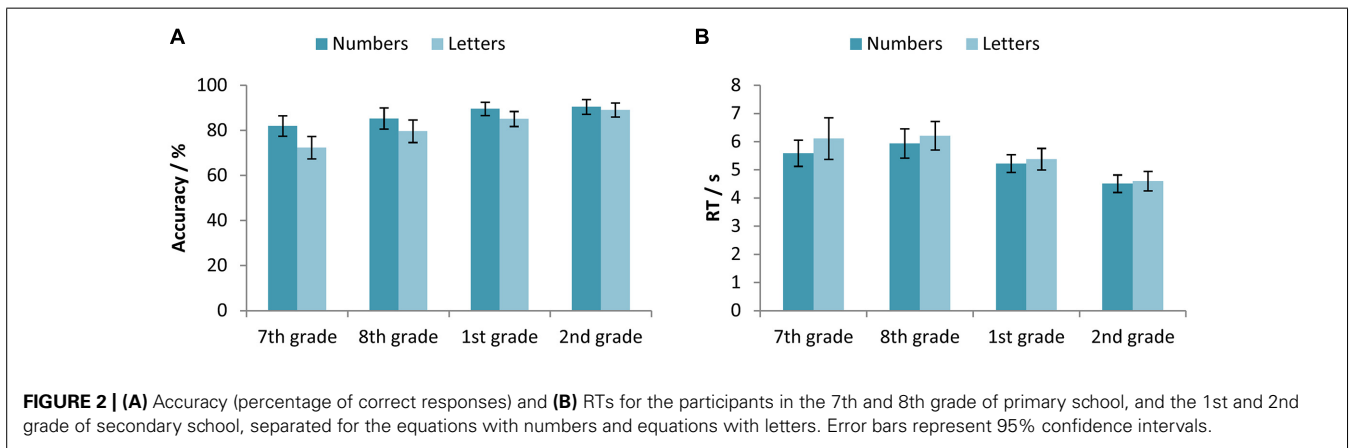 A
Numbers Letters
Accuracy / %
100
80
60
40
20
0
7th grade 8th grade 1st grade 2nd grade
B
Numbers Letters
RT / s
8
7
6
5
4
3
2
1
0
7th grade 8th grade 1st grade 2nd grade
FIGURE 2 | (A) Accuracy (percentage of correct responses) and (B) RTs for the participants in the 7th and 8th grade of primary school, and the 1st and 2nd
grade of secondary school, separated for the equations with numbers and equations with letters. Error bars represent 95% confidence intervals.